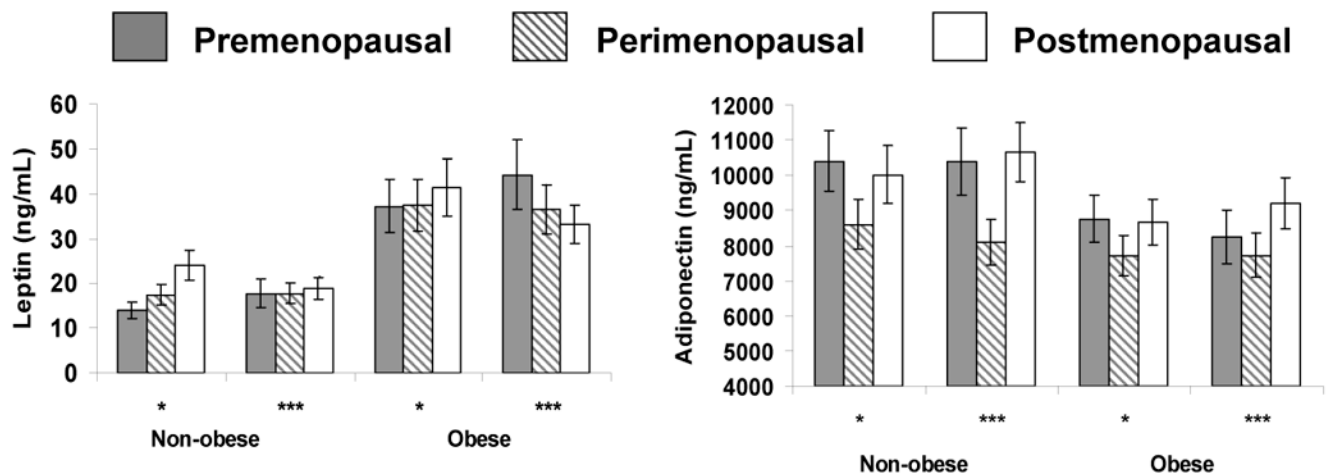 Premenopausal Perimenopausal Postmenopausal
Leptin (ng/mL)
60
50
40
30
20
10
0
* *** * ***
Non-obese Obese
Adiponectin (ng/mL)
12000
11000
10000
9000
8000
7000
6000
5000
4000
* *** * ***
Non-obese Obese